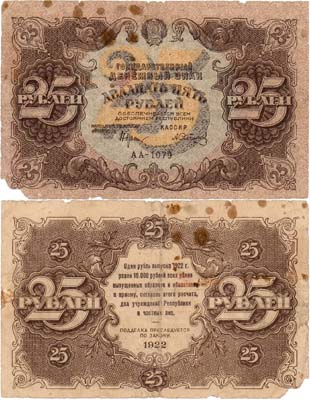 ГОСУДАРСТВЕННЫЙ
ДЕНЕЖНЫЙ ЗНАК
ДВАДЦАТЬ ПЯТЬ
РУБЛЕЙ
ОБЕСПЕЧИВАЕТСЯ ВСЕМ
ДОСТОЯНИЕМ РЕСПУБЛИКИ
КАССИР
25 25 25
РУБЛЕЙ РУБЛЕЙ
АА-1079
25 25
Один рубль выпуска 1922 г.
равен 10.000 рублей всех ранее
выпущенных образцов и обязателен
к приему, согласно этого расчета,
для учреждений Республики
и частных лиц.
25 25
РУБЛЕЙ РУБЛЕЙ
ПОДДЕЛКА ПРЕСЛЕДУЕТСЯ
ПО ЗАКОНУ.
1922
25 25